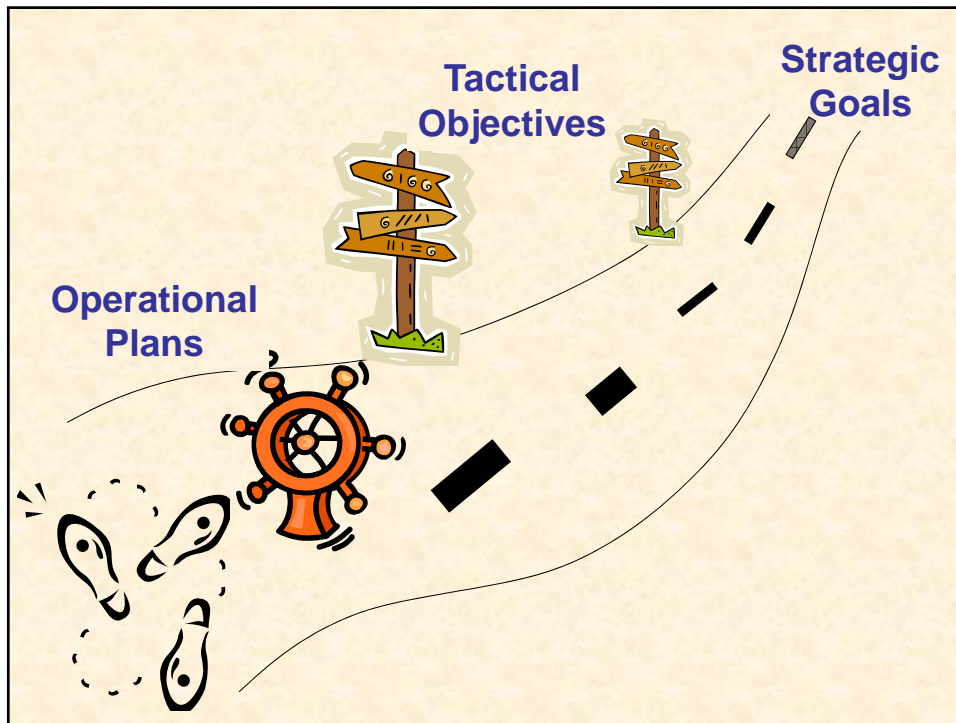 Strategic
Goals
Tactical
Objectives
Operational
Plans